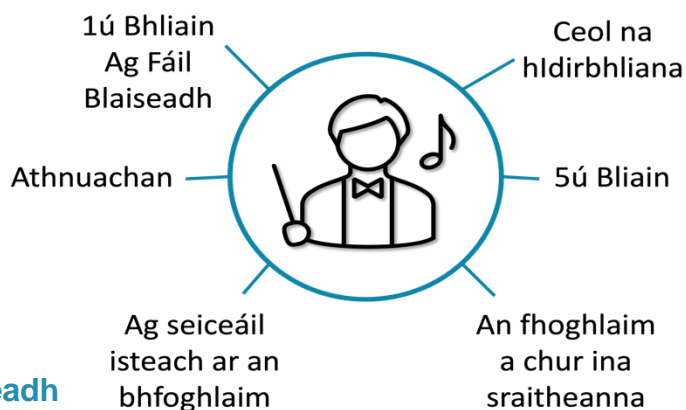 1ú Bhliain
Ag Fáil
Blaiseadh
Ceol na
hIdirbhliana
Athnuachan
5ú Bliain
Ag seiceáil
isteach ar an
bhfoghlaim
An fhoghlaim
a chur ina
sraitheanna